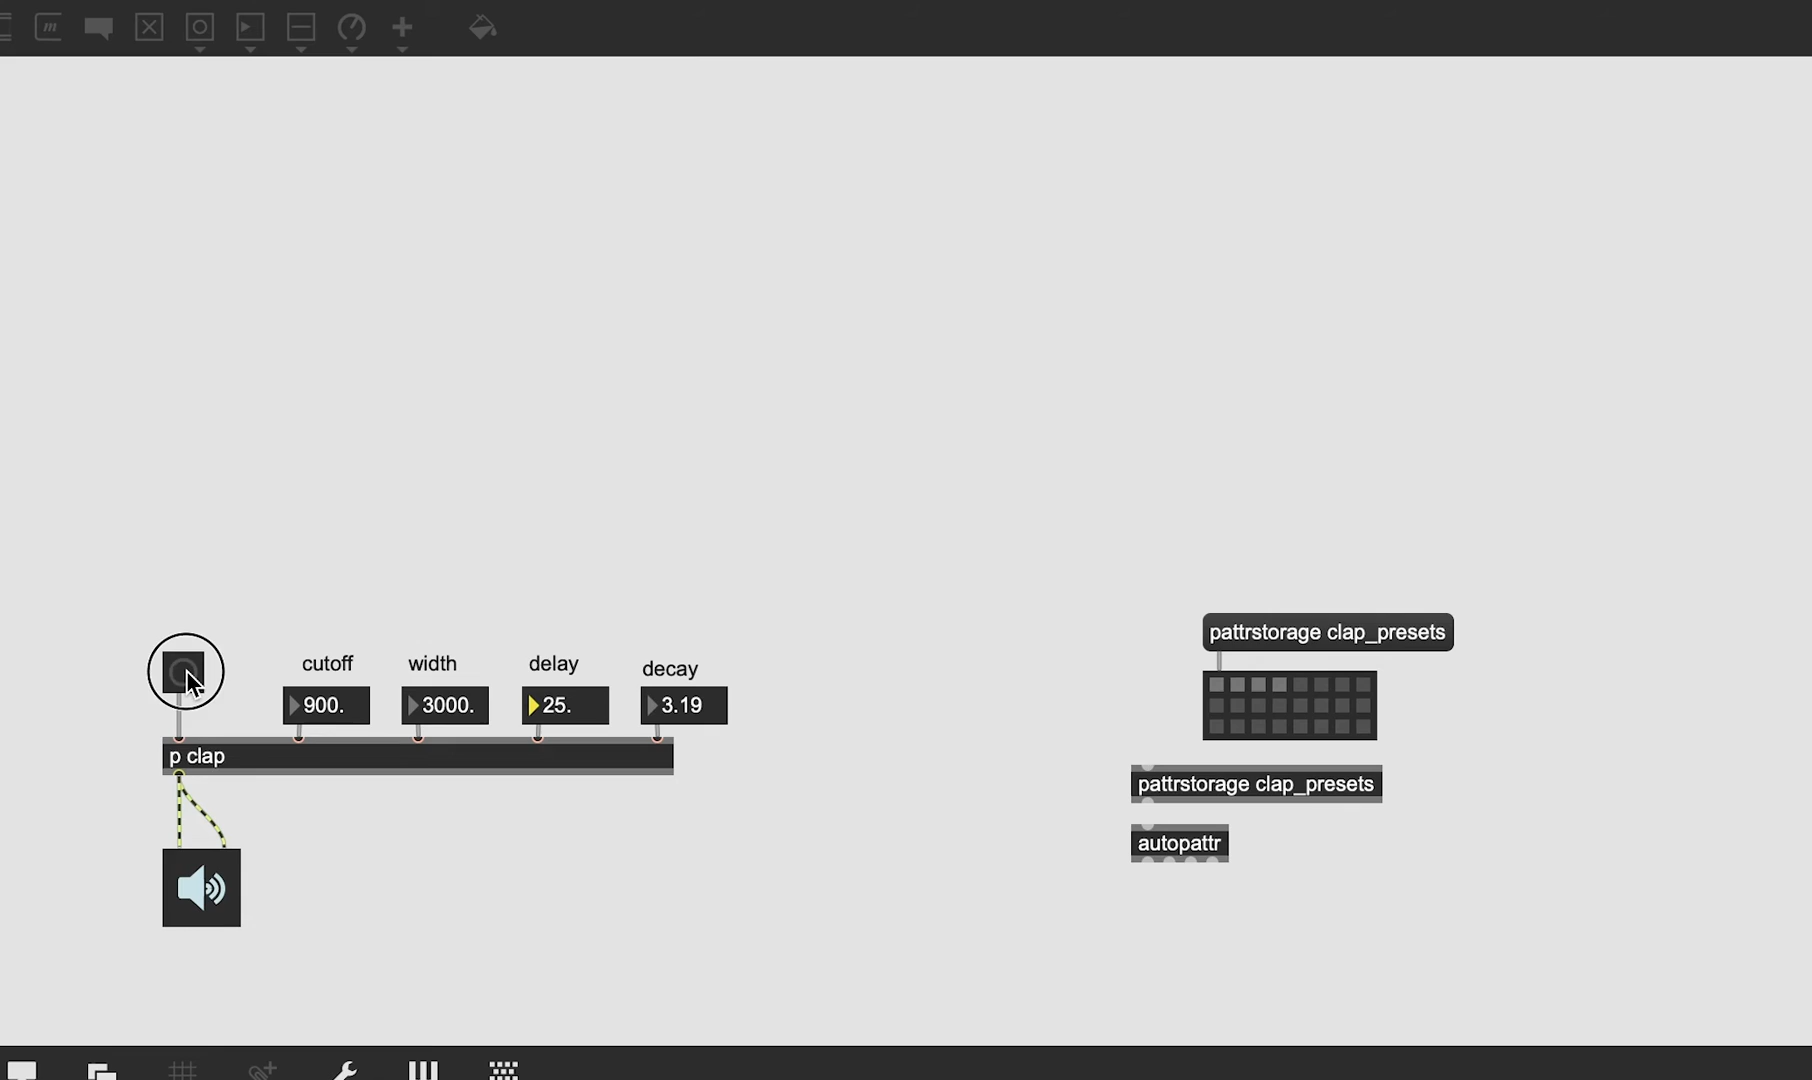 m
pattrstorage clap_presets
cutoff
width
delay
decay
900.
3000.
25.
3.19
p clap
pattrstorage clap_presets
autopattr